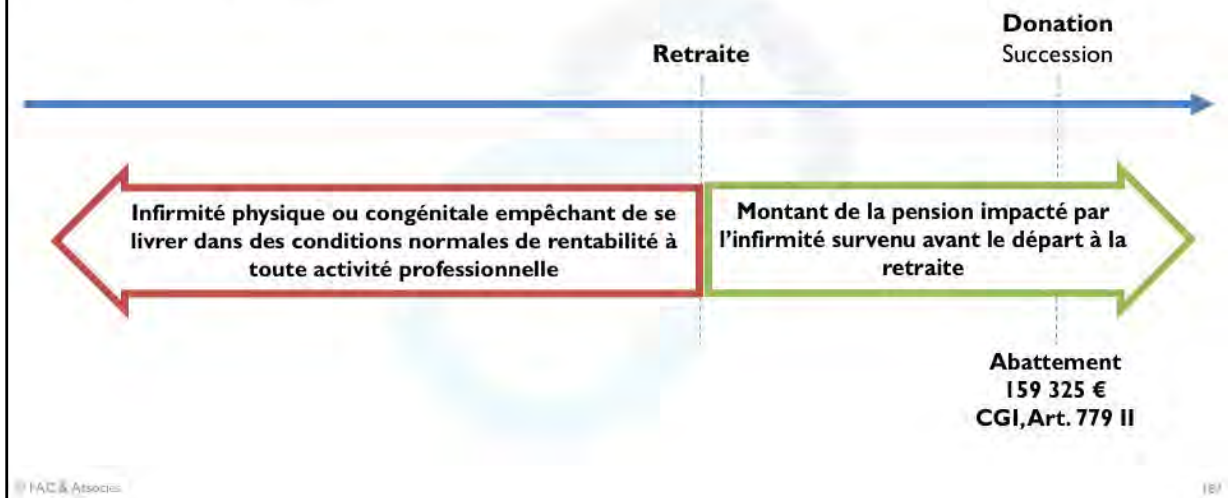 Donation
Retraite
Succession
Infirmité physique ou congénitale empêchant de se
livrer dans des conditions normales de rentabilité à
toute activité professionnelle
Montant de la pension impacté par
l'infirmité survenu avant le départ à la
retraite
Abattement
159 325 €
CGI, Art. 779 II
© FAC & Associés